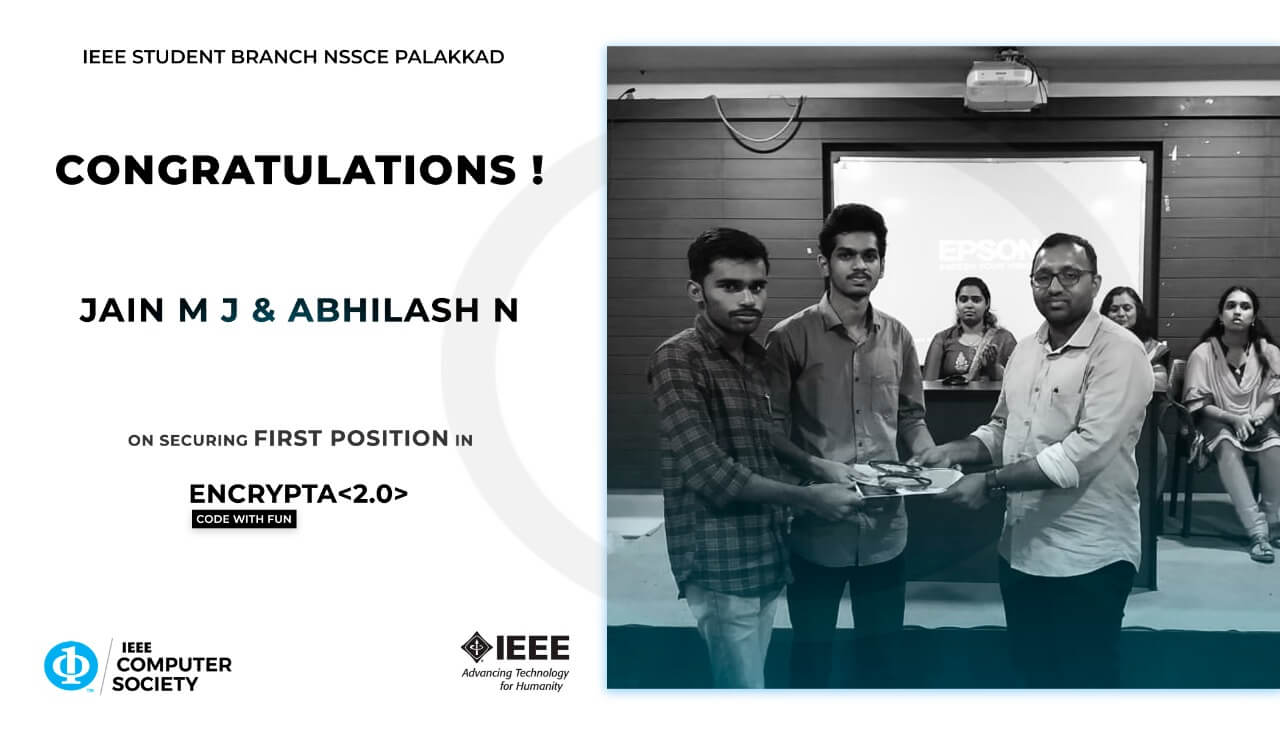 IEEE STUDENT BRANCH NSSCE PALAKKAD
CONGRATULATIONS !
JAIN M J & ABHILASH N
ON SECURING FIRST POSITION IN
ENCRYPTA<2.0>
CODE WITH FUN
IEEE
COMPUTER
SOCIETY
TM
IEEE
Advancing Technology
for Humanity
EPSON